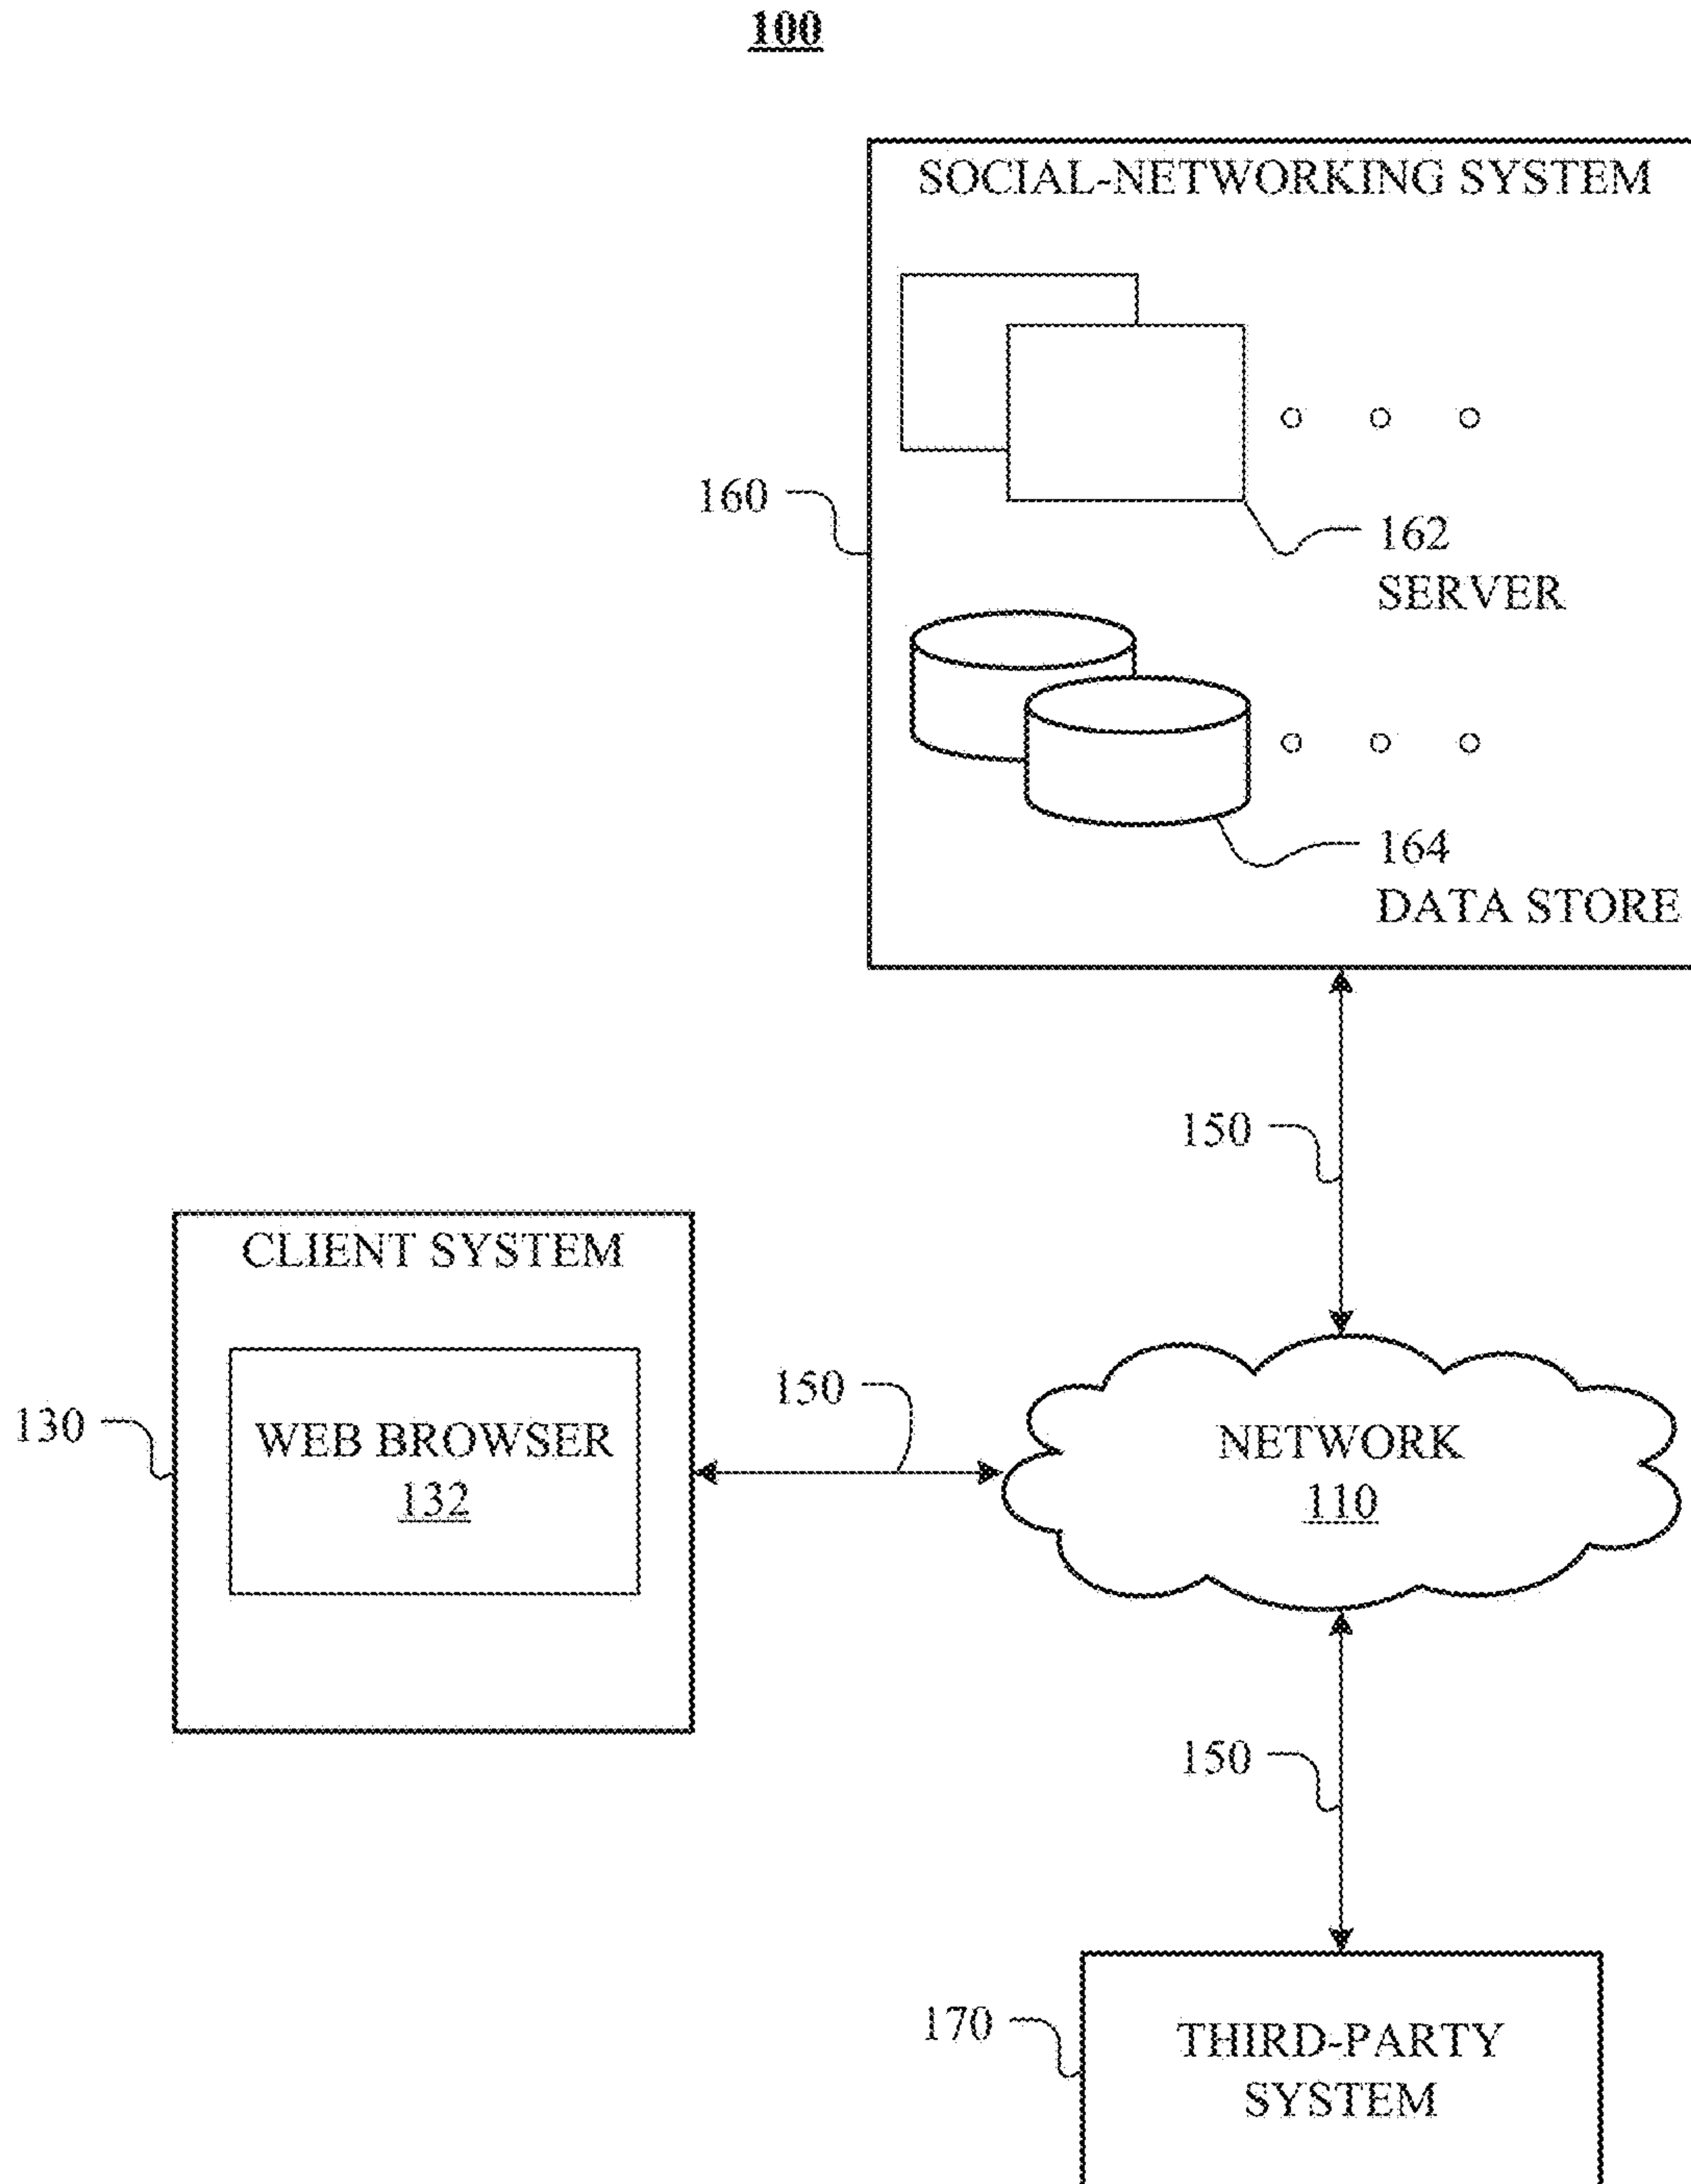 100
SOCIAL-NETWORKING SYSTEM
160
162
SERVER
164
DATA STORE
150
CLIENT SYSTEM
130
WEB BROWSER
132
150
NETWORK
110
150
170
THIRD-PARTY
SYSTEM